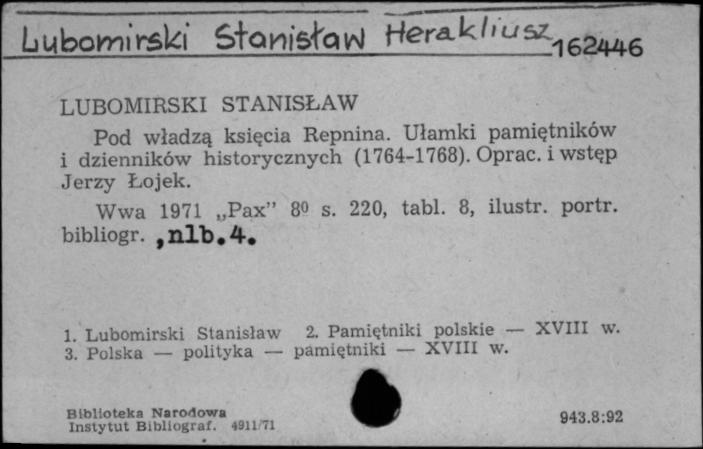 Lubomirski Stanisław Herakliusz
162446
LUBOMIRSKI STANISŁAW
Pod władzą księcia Repnina. Ułamki pamiętników
i dzienników historycznych (1764-1768). Oprac. i wstęp
Jerzy Łojek.
Wwa 1971 „Pax” 8º s. 220, tabl. 8, ilustr. portr.
bibliogr. , nlb. 4.
1. Lubomirski Stanisław 2. Pamiętniki polskie — XVIII w.
3. Polska — polityka — pamiętniki — XVIII w.
Biblioteka Narodowa
Instytut Bibliograf. 4911/71
943.8:92